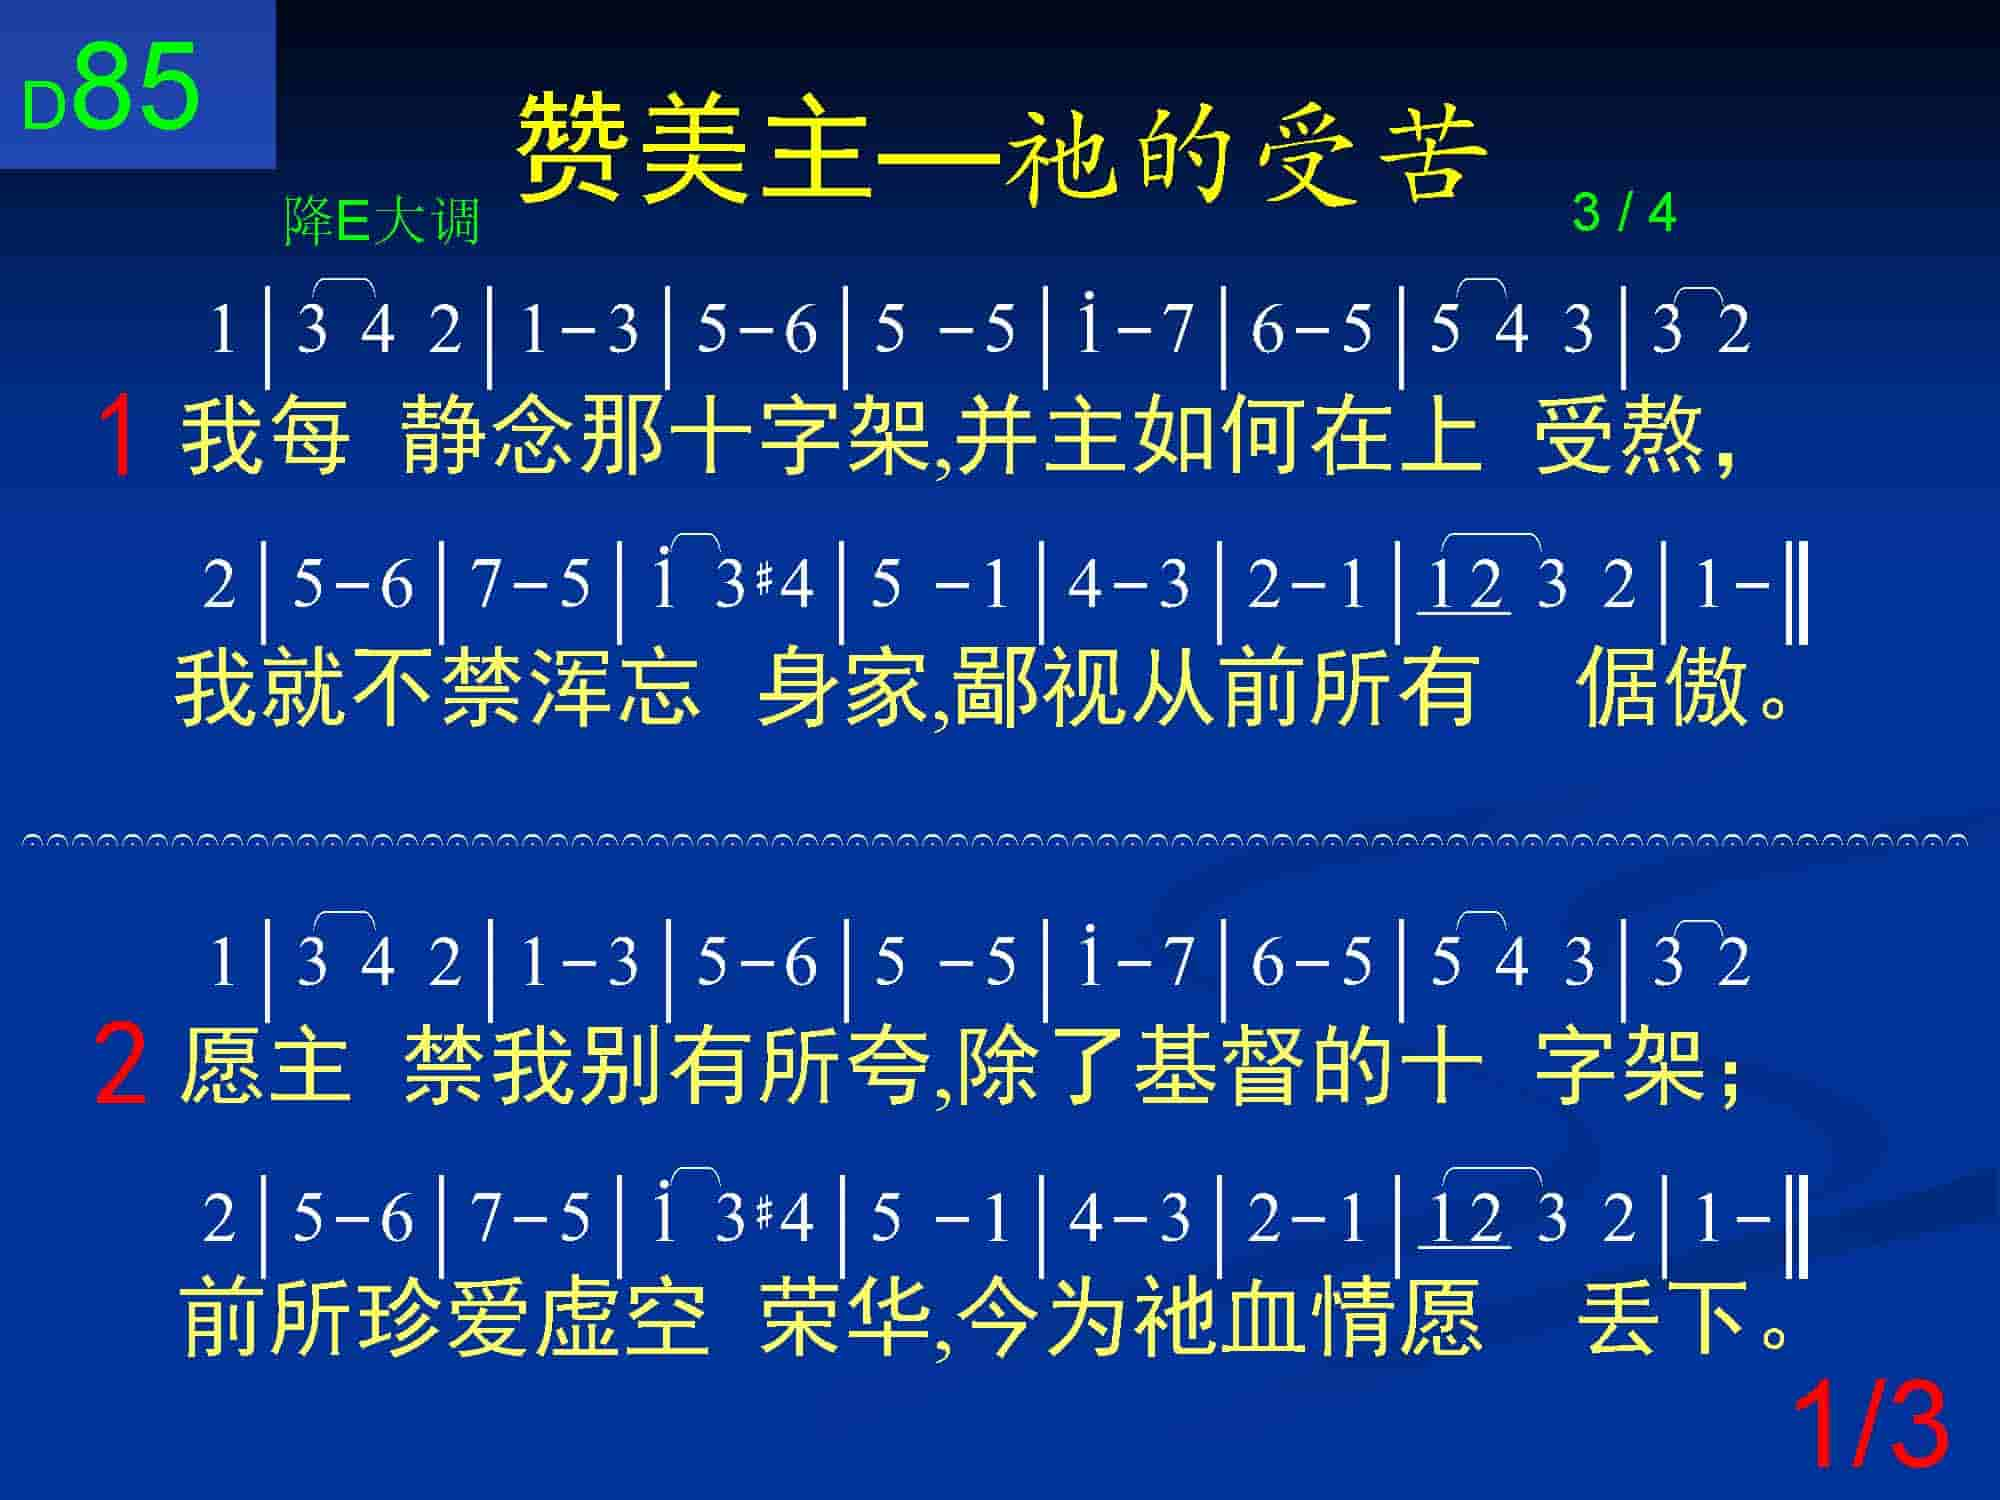 D85
赞美主—祂的受苦
降E大调 3 / 4
1 | 3 4 2 | 1 - 3 | 5 - 6 | 5 - 5 | i - 7 | 6 - 5 | 5 4 3 | 3 2
1 我每 静念那十字架,并主如何在上 受熬，
2 | 5 - 6 | 7 - 5 | i 3 #4 | 5 - 1 | 4 - 3 | 2 - 1 | 1 2 3 2 | 1 - ‖
我就不禁浑忘 身家,鄙视从前所有 倨傲。
1 | 3 4 2 | 1 - 3 | 5 - 6 | 5 - 5 | i - 7 | 6 - 5 | 5 4 3 | 3 2
2 愿主 禁我别有所夸,除了基督的十 字架；
2 | 5 - 6 | 7 - 5 | i 3 #4 | 5 - 1 | 4 - 3 | 2 - 1 | 1 2 3 2 | 1 - ‖
前所珍爱虚空 荣华,今为祂血情愿 丢下。
1/3